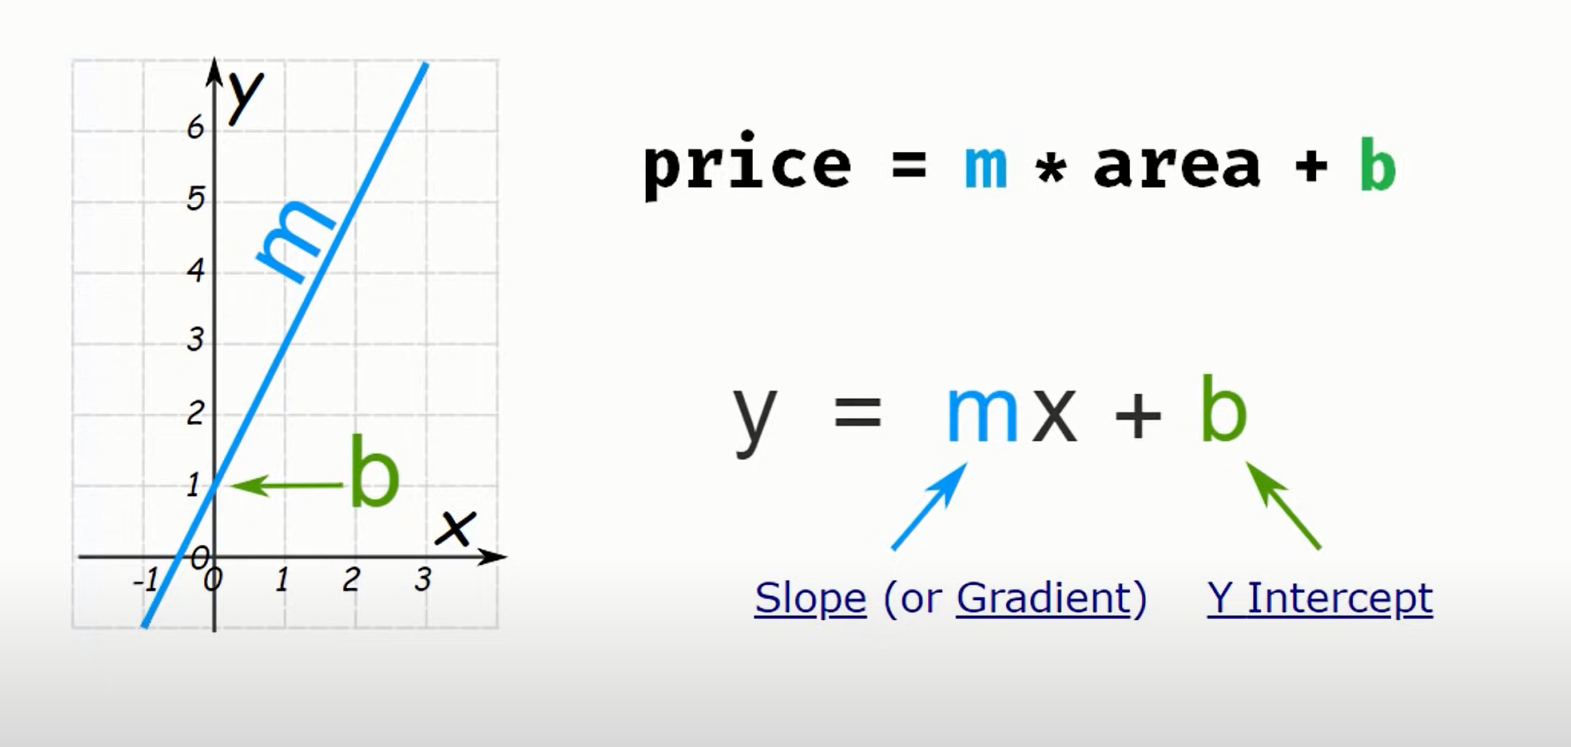 y
6
5
4
3
2
1
0
m
b
x
-1 0 1 2 3
price = m * area + b
y = mx + b
Slope (or Gradient) Y Intercept